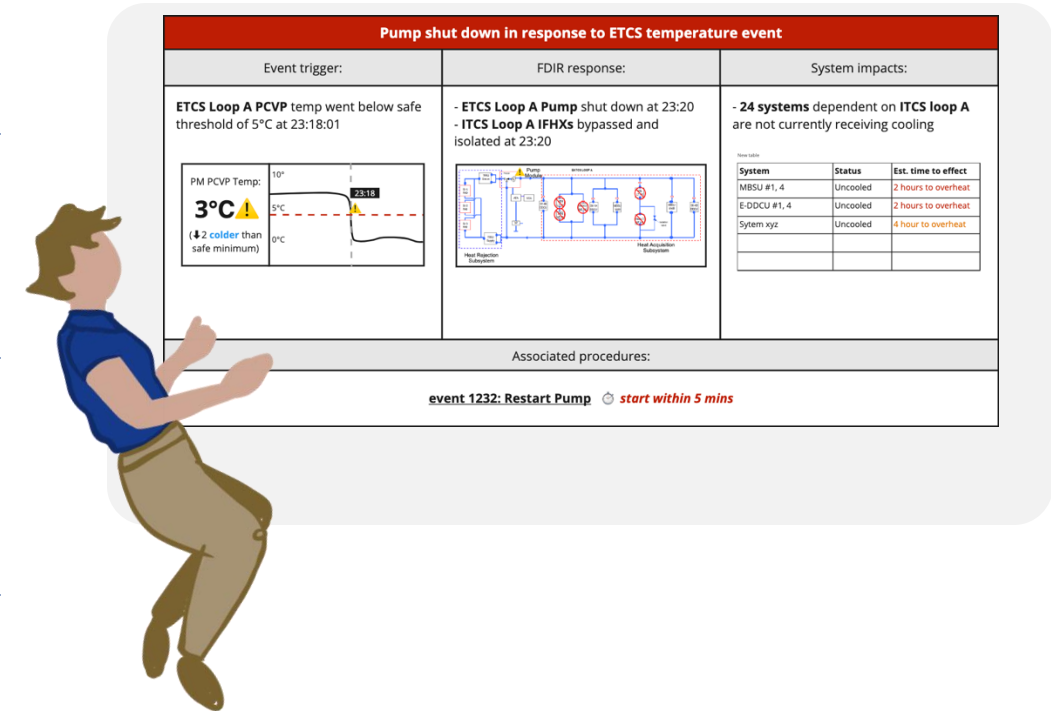 Pump shut down in response to ETCS temperature event
Event trigger:
FDIR response:
System impacts:
ETCS Loop A PCVP temp went below safe
threshold of 5°C at 23:18:01
PM PCVP Temp:
3°C
(⬇2 colder than
safe minimum)
10°
5°C
0°C
23:18
- ETCS Loop A Pump shut down at 23:20
- ITCS Loop A IFHXs bypassed and
isolated at 23:20
Pump
Module
Heat Rejection
Subsystem
Heat Acquisition
Subsystem
- 24 systems dependent on ITCS loop A
are not currently receiving cooling
New table
System Status Est. time to effect
MBSU #1, 4 Uncooled 2 hours to overheat
E-DDCU #1, 4 Uncooled 2 hours to overheat
Sytem xyz Uncooled 4 hour to overheat
Associated procedures:
event 1232: Restart Pump start within 5 mins